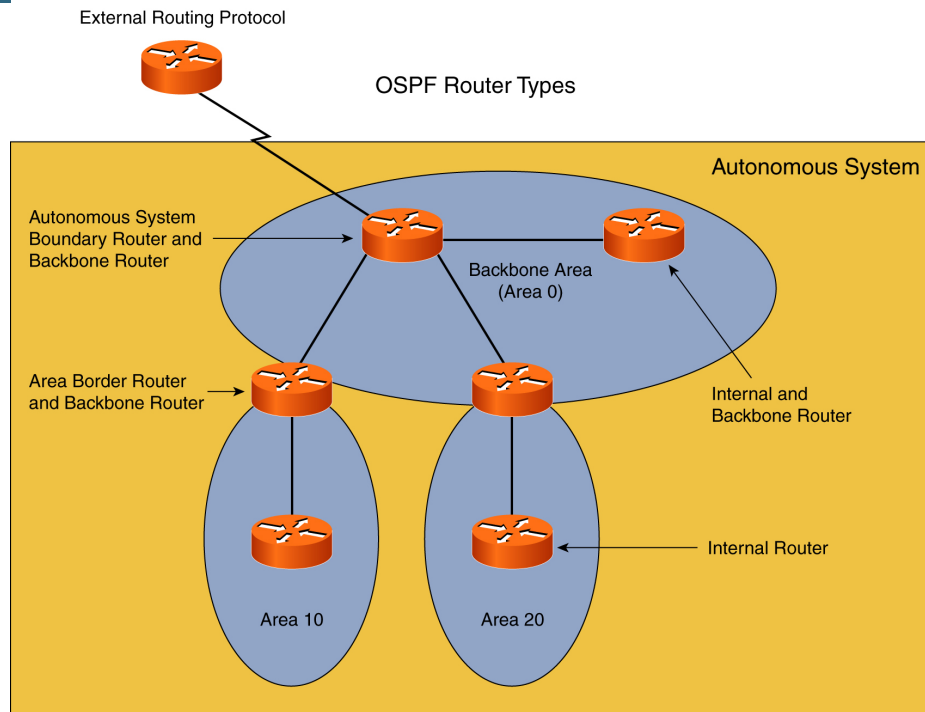 External Routing Protocol
OSPF Router Types
Autonomous System
Autonomous System
Boundary Router and
Backbone Router
Backbone Area
(Area 0)
Area Border Router
and Backbone Router
Internal and
Backbone Router
Internal Router
Area 10
Area 20